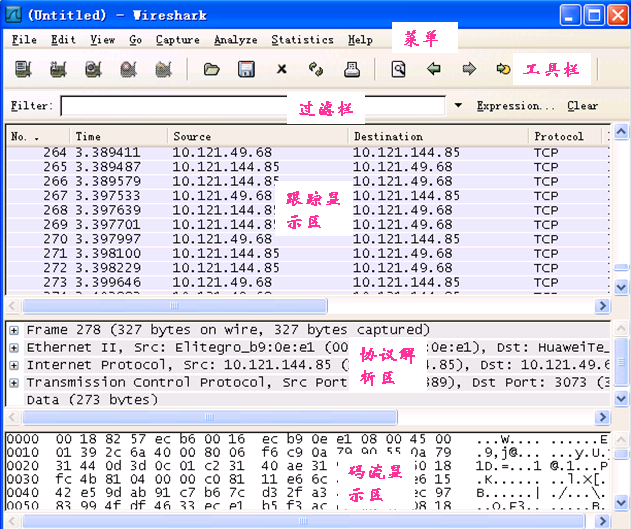 (Untitled) - Wireshark
File Edit View Go Capture Analyze Statistics Help 菜单
工具栏
Filter: 过滤栏 Expression... Clear
No. . Time Source Destination Protocol
264 3.389411 10.121.49.68 10.121.144.85 TCP
265 3.389487 10.121.144.85 10.121.49.68 TCP
266 3.389579 10.121.144.85 10.121.49.68 TCP
267 3.397533 10.121.49.68 10.121.144.85 TCP
268 3.397639 10.121.144.85 10.121.49.68 TCP
269 3.397701 10.121.144.85 10.121.49.68 TCP
270 3.397997 10.121.49.68 10.121.144.85 TCP
271 3.398100 10.121.144.85 10.121.49.68 TCP
272 3.398229 10.121.144.85 10.121.49.68 TCP
273 3.399646 10.121.49.68 10.121.144.85 TCP
跟踪显
示区
Frame 278 (327 bytes on wire, 327 bytes captured)
Ethernet II, Src: Elitegro_b9:0e:e1 (00 :0e:e1), Dst: HuaweiTe_
Internet Protocol, Src: 10.121.144.85 ( .85), Dst: 10.121.49.6
Transmission Control Protocol, Src Port 389), Dst Port: 3073 (3
Data (273 bytes)
协议解
析区
0000 00 18 82 57 ec b6 00 16 ec b9 0e e1 08 00 45 00 ...W.... ......E
0010 01 39 2c 6a 40 00 80 06 f6 c9 0a 79 90 55 0a 79 .9,j@... ...y.U.y
0020 31 44 0d 3d 0c 01 c2 31 40 ae 31 50 18 1D.=...1 @.1...P.
0030 fc 4b 81 04 00 00 c0 81 11 e6 6c e6 15 .K...... ..l.x[.
0040 42 e5 9d ab 91 c7 b6 7c d3 2f a3 ec 97 B......| ./...\.
0050 83 99 4f df 46 33 ec e1 b5 f3 ac ..O.F3..
码流显
示区